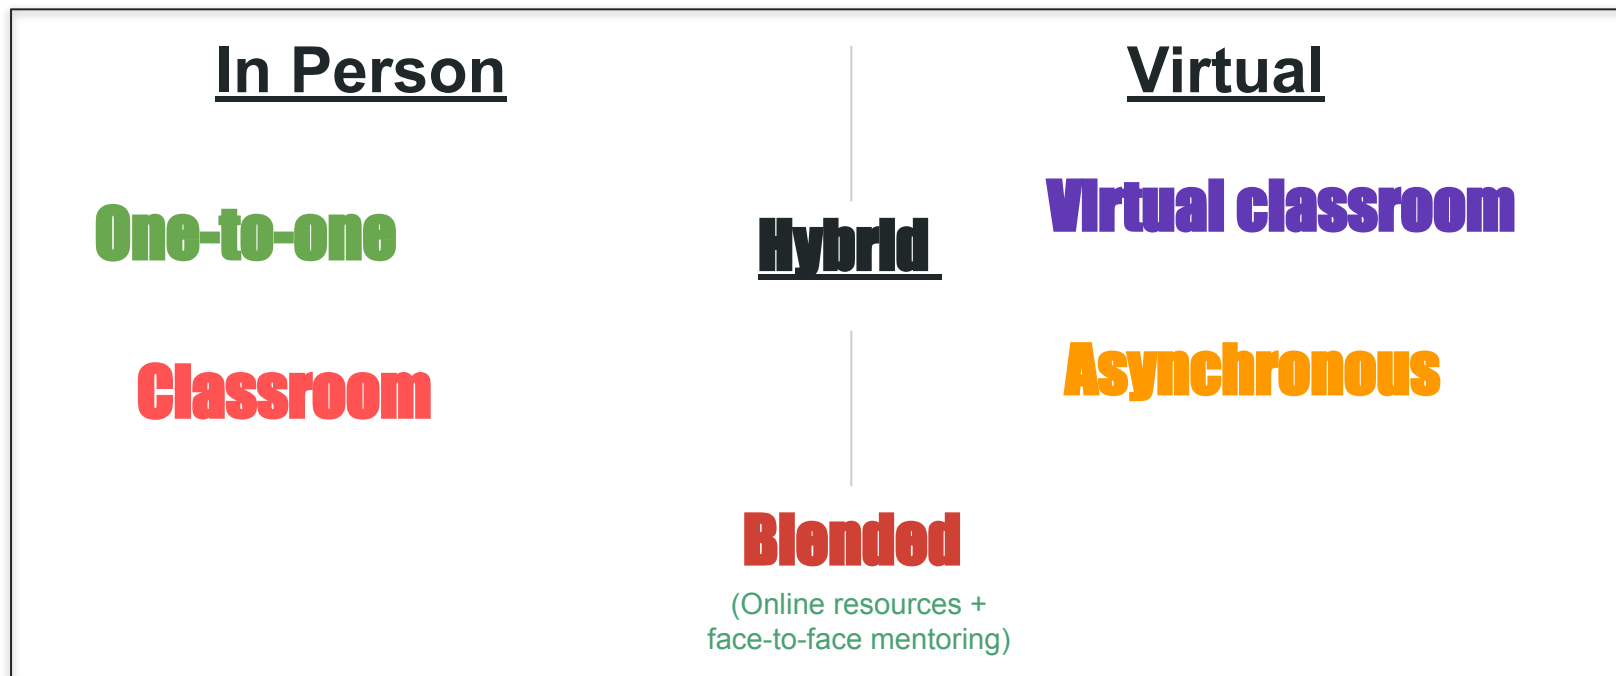 In Person
Virtual
One-to-one
Virtual classroom
Hybrid
Classroom
Asynchronous
Blended
(Online resources +
face-to-face mentoring)